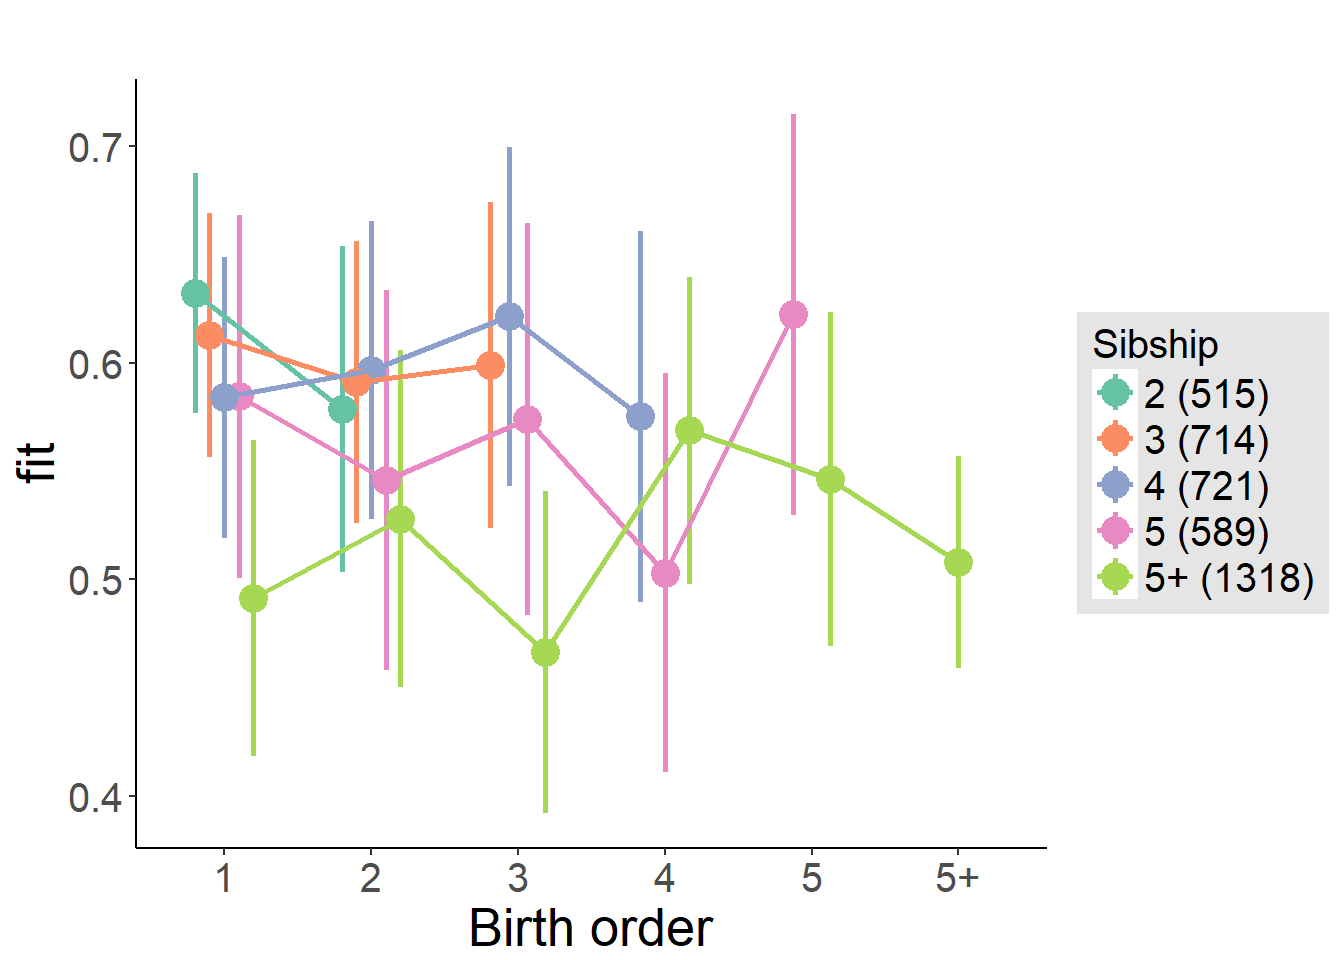 0.7
0.6
0.5
0.4
fit
1 2 3 4 5 5+
Birth order
Sibship
2 (515)
3 (714)
4 (721)
5 (589)
5+ (1318)